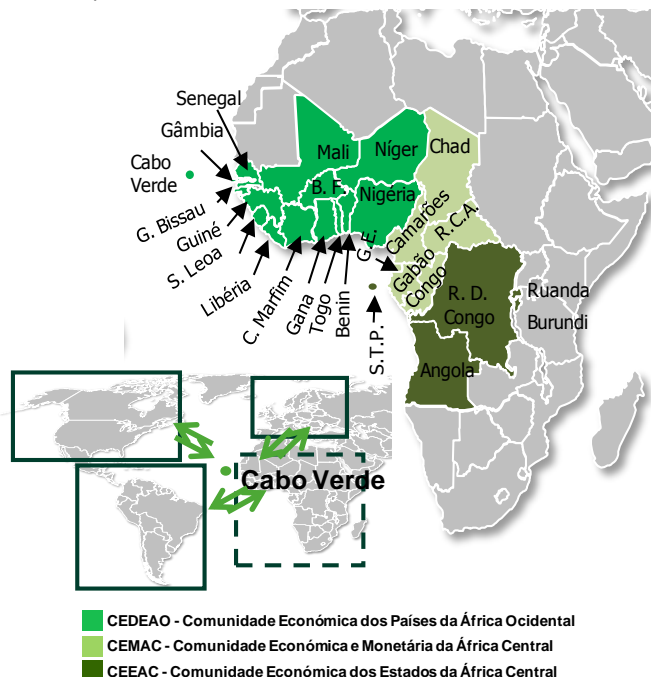 Senegal
Gâmbia
Cabo
Verde
G. Bissau
Guiné
S. Leoa
Libéria
C. Marfim
Gana
Togo
Benin
G.E.
S.T.P.
Mali
Níger
Chad
B. F.
Nigéria
Camarões
R.C.A.
Gabão
Congo
R. D.
Congo
Ruanda
Burundi
Angola
Cabo Verde
CEDEAO - Comunidade Económica dos Países da África Ocidental
CEMAC - Comunidade Económica e Monetária da África Central
CEEAC - Comunidade Económica dos Estados da África Central